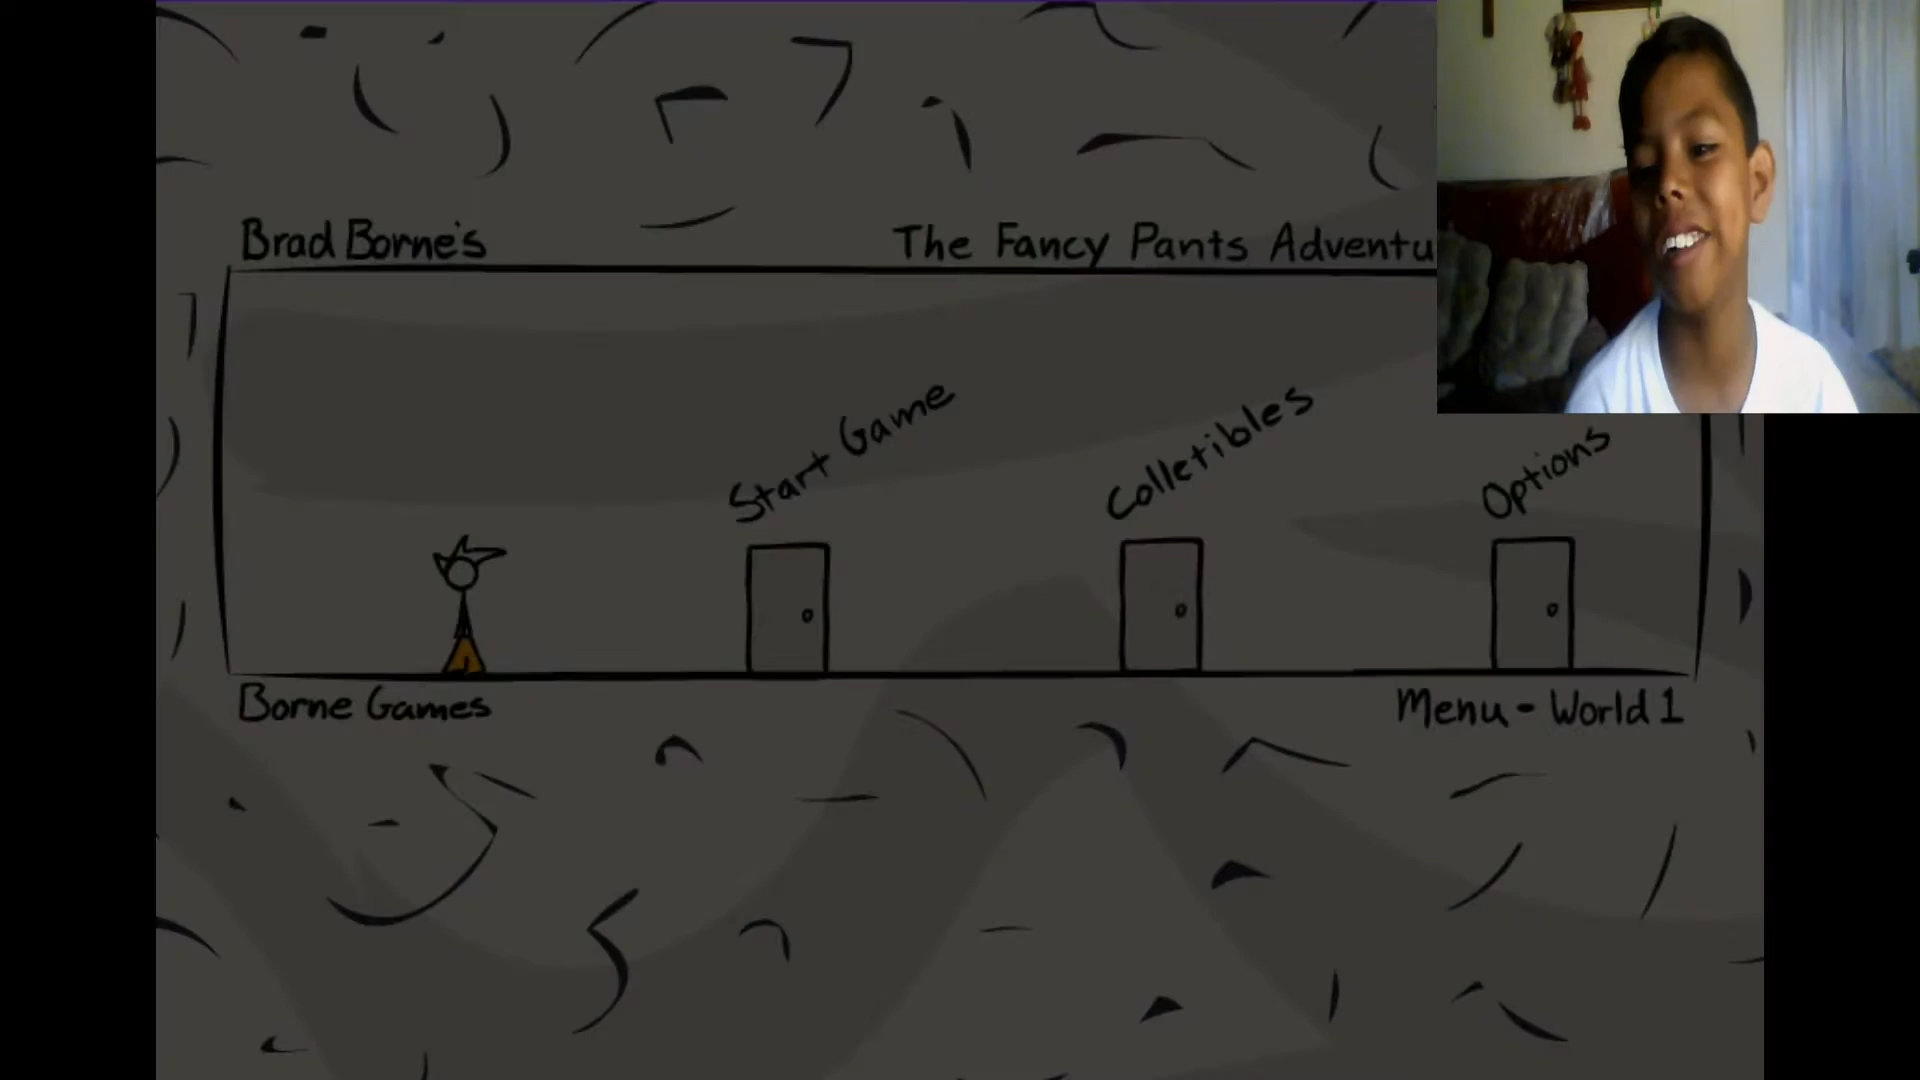 Brad Borne's
The Fancy Pants Adventu
Start Game
Colletibles
Options
Borne Games
Menu - World 1